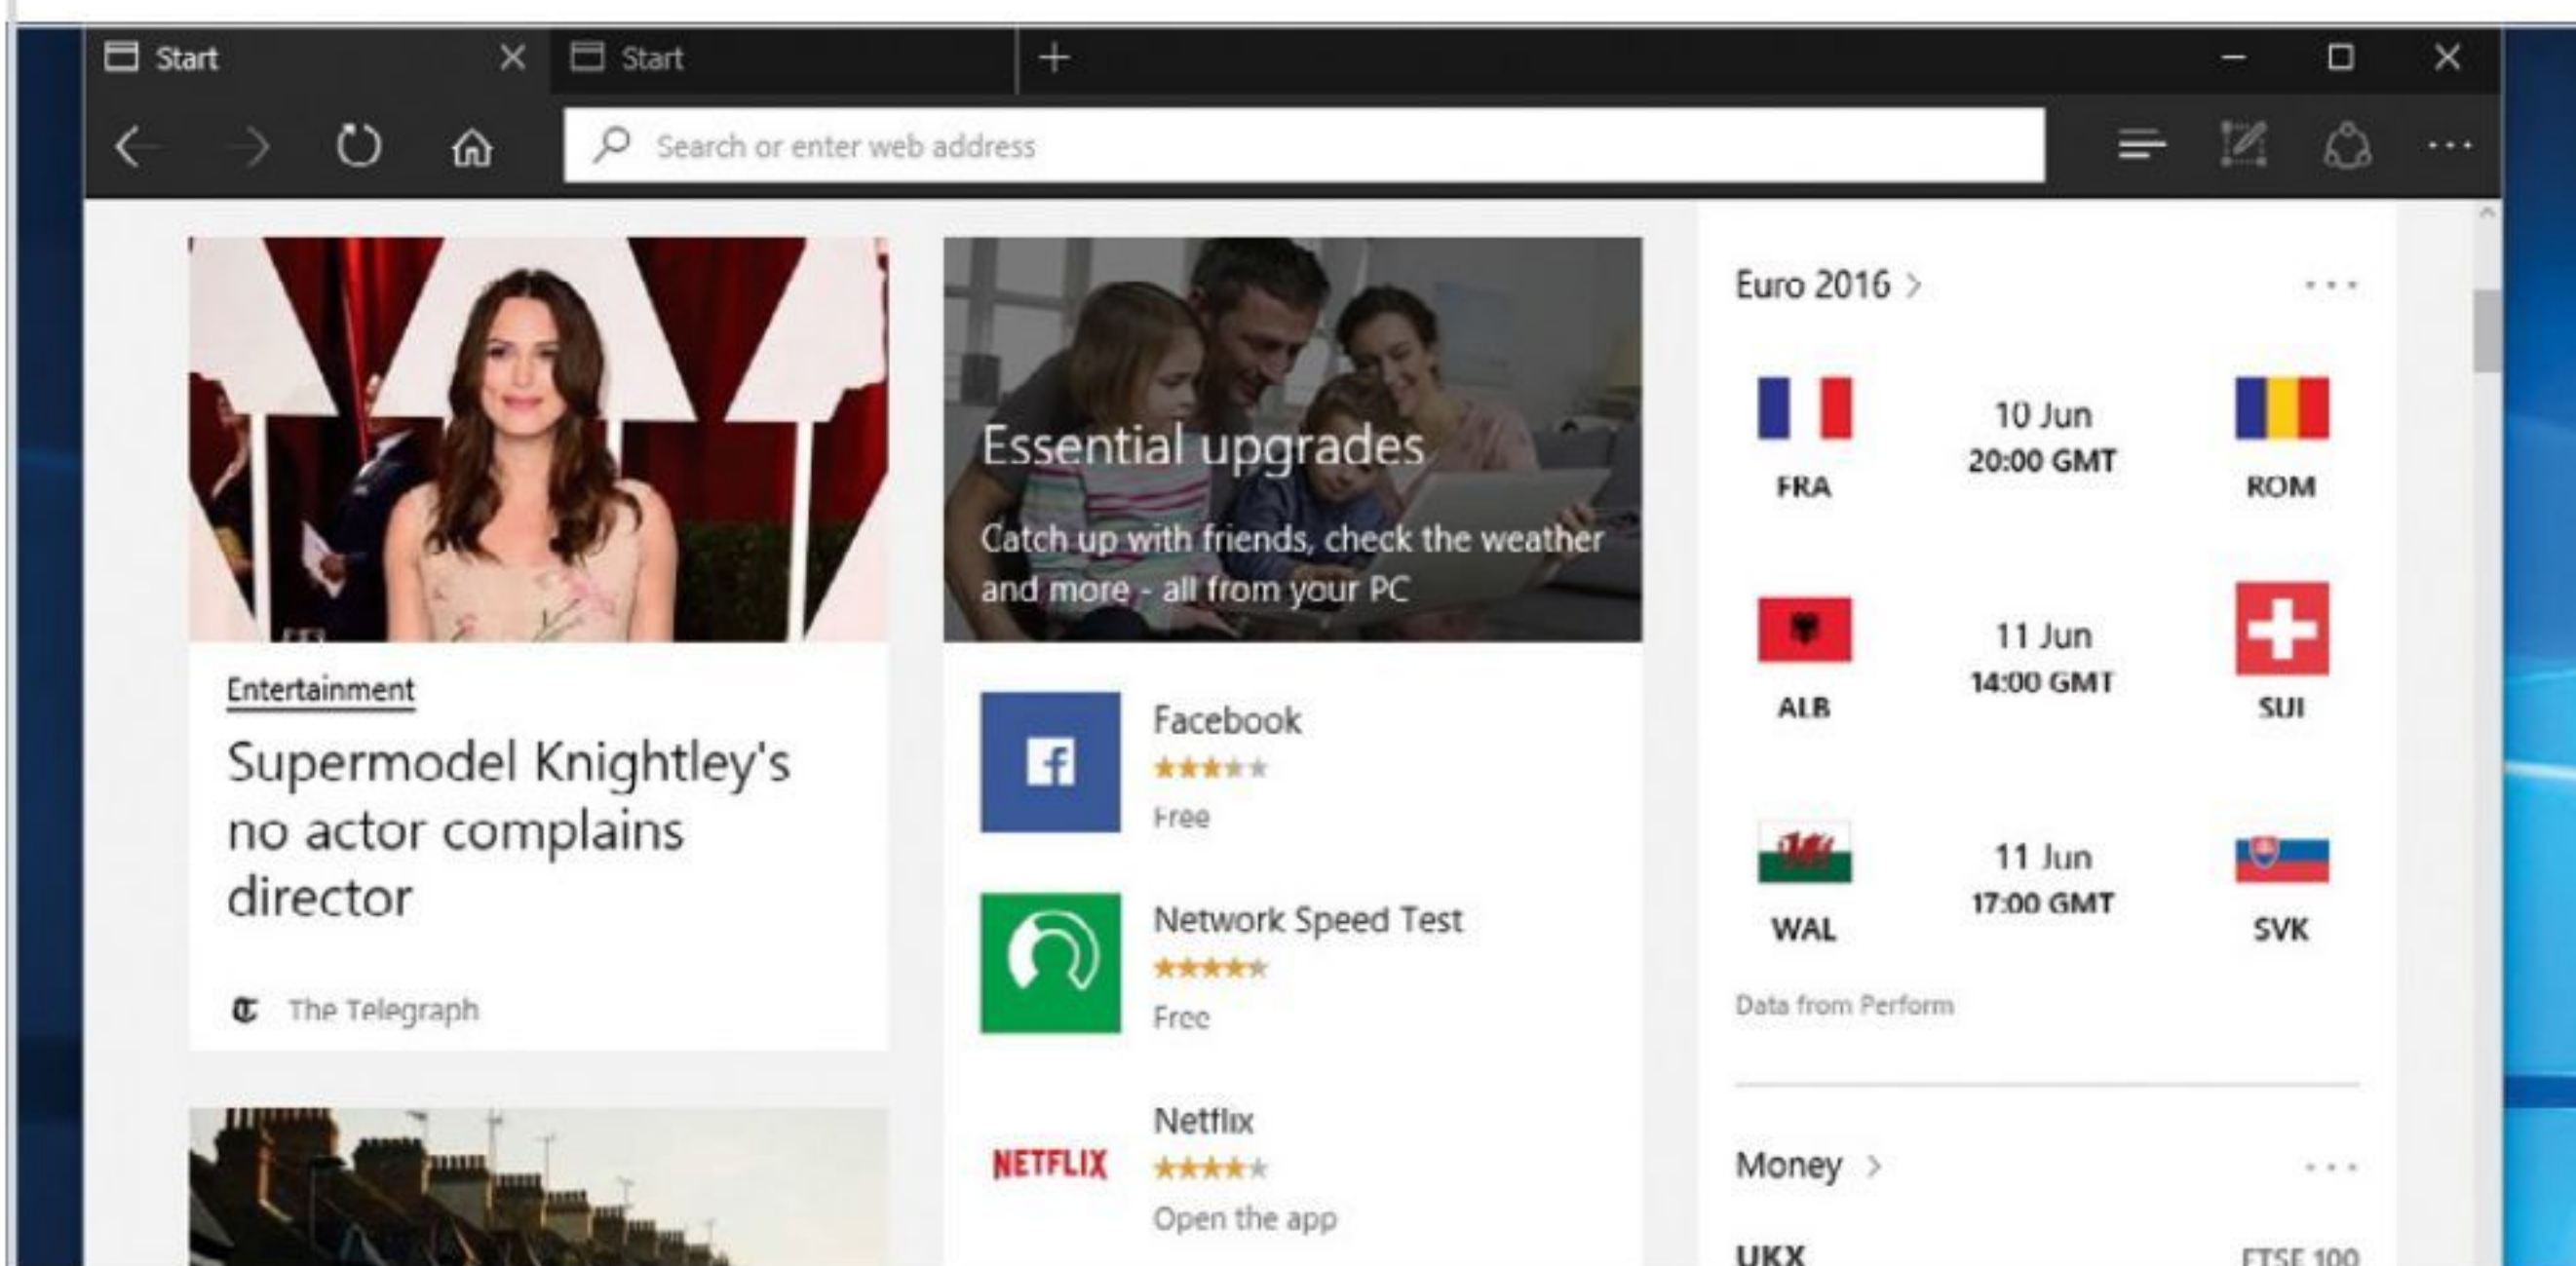 Start
Start
Search or enter web address
Entertainment
Supermodel Knightley's
no actor complains
director
The Telegraph
Essential upgrades
Catch up with friends, check the weather
and more - all from your PC
Facebook
Free
Network Speed Test
Free
NETFLIX
Netflix
Open the app
Euro 2016
10 Jun
20:00 GMT
FRA
ROM
11 Jun
14:00 GMT
ALB
SUI
11 Jun
17:00 GMT
WAL
SVK
Data from Perform
Money
UKX
FTSE 100